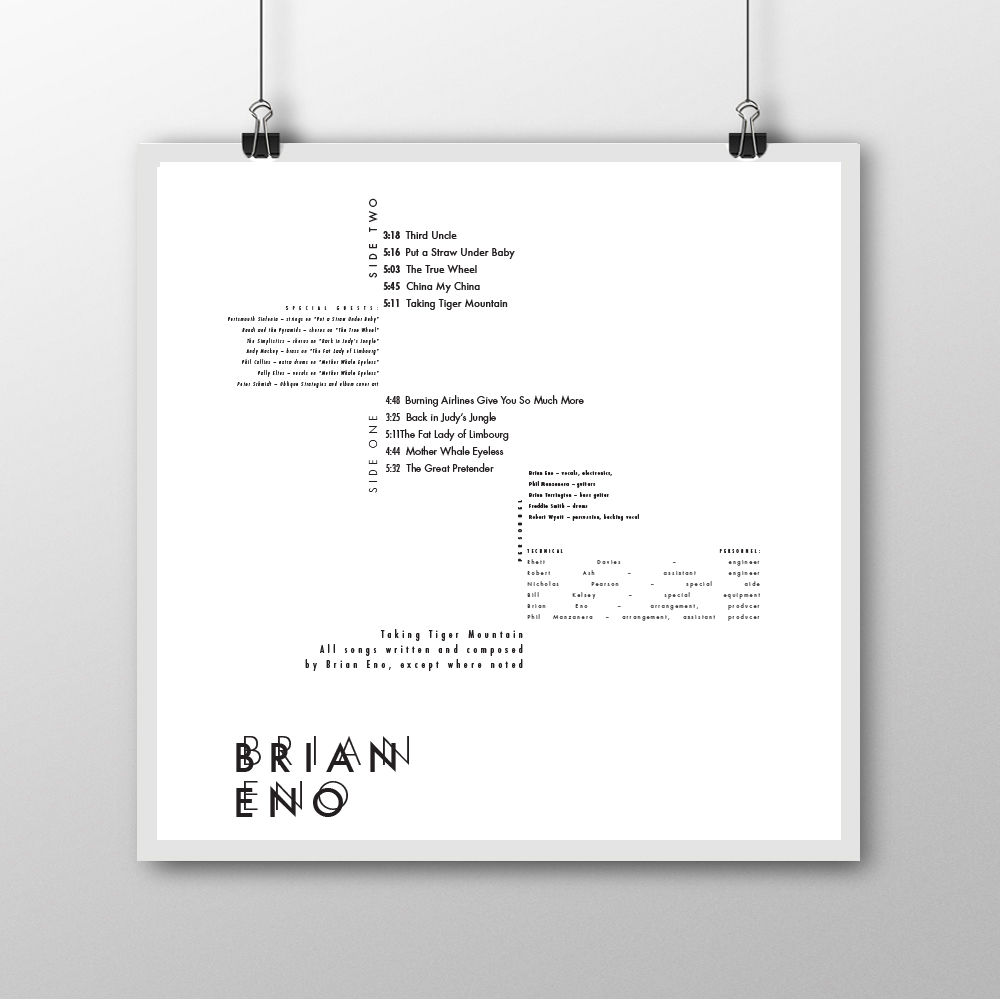 SIDE TWO
3:18 Third Uncle
5:16 Put a Straw Under Baby
5:03 The True Wheel
5:45 China My China
5:11 Taking Tiger Mountain
SPECIAL GUESTS:
Portsmouth Sinfonia – strings on "Put a Straw Under Baby"
Randi and the Pyramids – chorus on "The True Wheel"
The Simplistics – chorus on "Back in Judy's Jungle"
Andy Mackay – brass on "The Fat Lady of Limbourg"
Phil Collins – extra drums on "Mother Whale Eyeless"
Polly Eltes – vocals on "Mother Whale Eyeless"
Peter Schmidt – Oblique Strategies and album cover art
SIDE ONE
4:48 Burning Airlines Give You So Much More
3:25 Back in Judy's Jungle
5:11The Fat Lady of Limbourg
4:44 Mother Whale Eyeless
5:32 The Great Pretender
PERSONNEL
Brian Eno – vocals, electronics,
Phil Manzanera – guitars
Brian Turrington – bass guitar
Freddie Smith – drums
Robert Wyatt – percussion, backing vocal
TECHNICAL PERSONNEL:
Rhett Davies – engineer
Robert Ash – assistant engineer
Nicholas Pearson – special aide
Bill Kelsey – special equipment
Brian Eno – arrangement, producer
Phil Manzanera – arrangement, assistant producer
Taking Tiger Mountain
All songs written and composed
by Brian Eno, except where noted
BRIAN
ENO